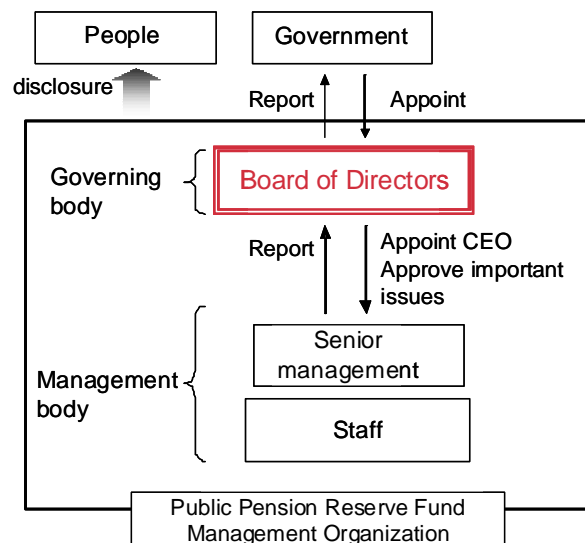 People
Government
disclosure
Report
Appoint
Governing
body
Board of Directors
Report
Appoint CEO
Approve important
issues
Management
body
Senior
management
Staff
Public Pension Reserve Fund
Management Organization